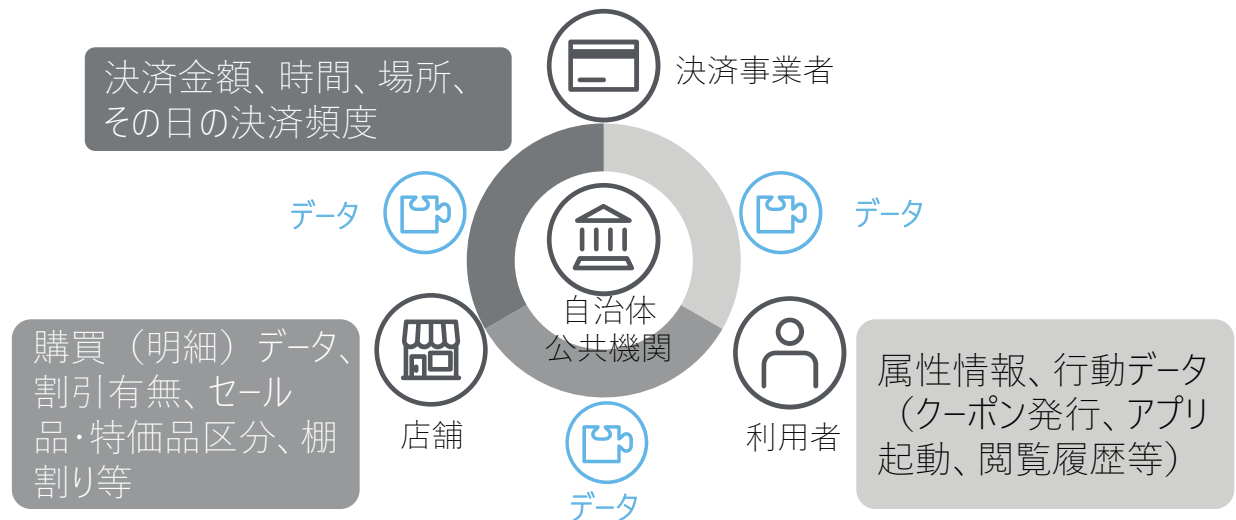 決済金額、時間、場所、
その日の決済頻度
決済事業者
データ
データ
自治体
公共機関
購買（明細）データ、
割引有無、セール
品・特価品区分、棚
割り等
店舗
利用者
属性情報、行動データ
（クーポン発行、アプリ
起動、閲覧履歴等）
データ